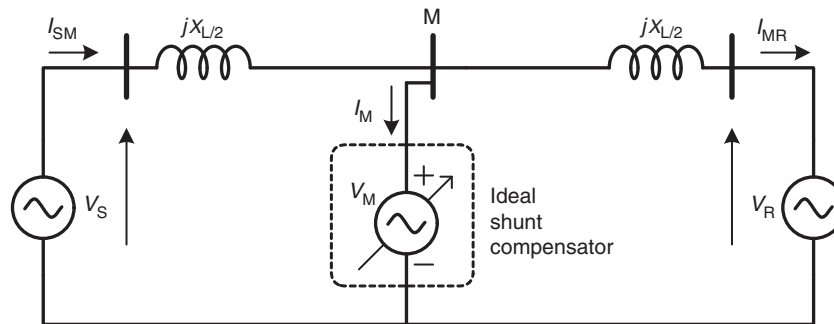 I_SM
jX_L/2
M
jX_L/2
I_MR
I_M
V_S
V_M
+
−
Ideal
shunt
compensator
V_R